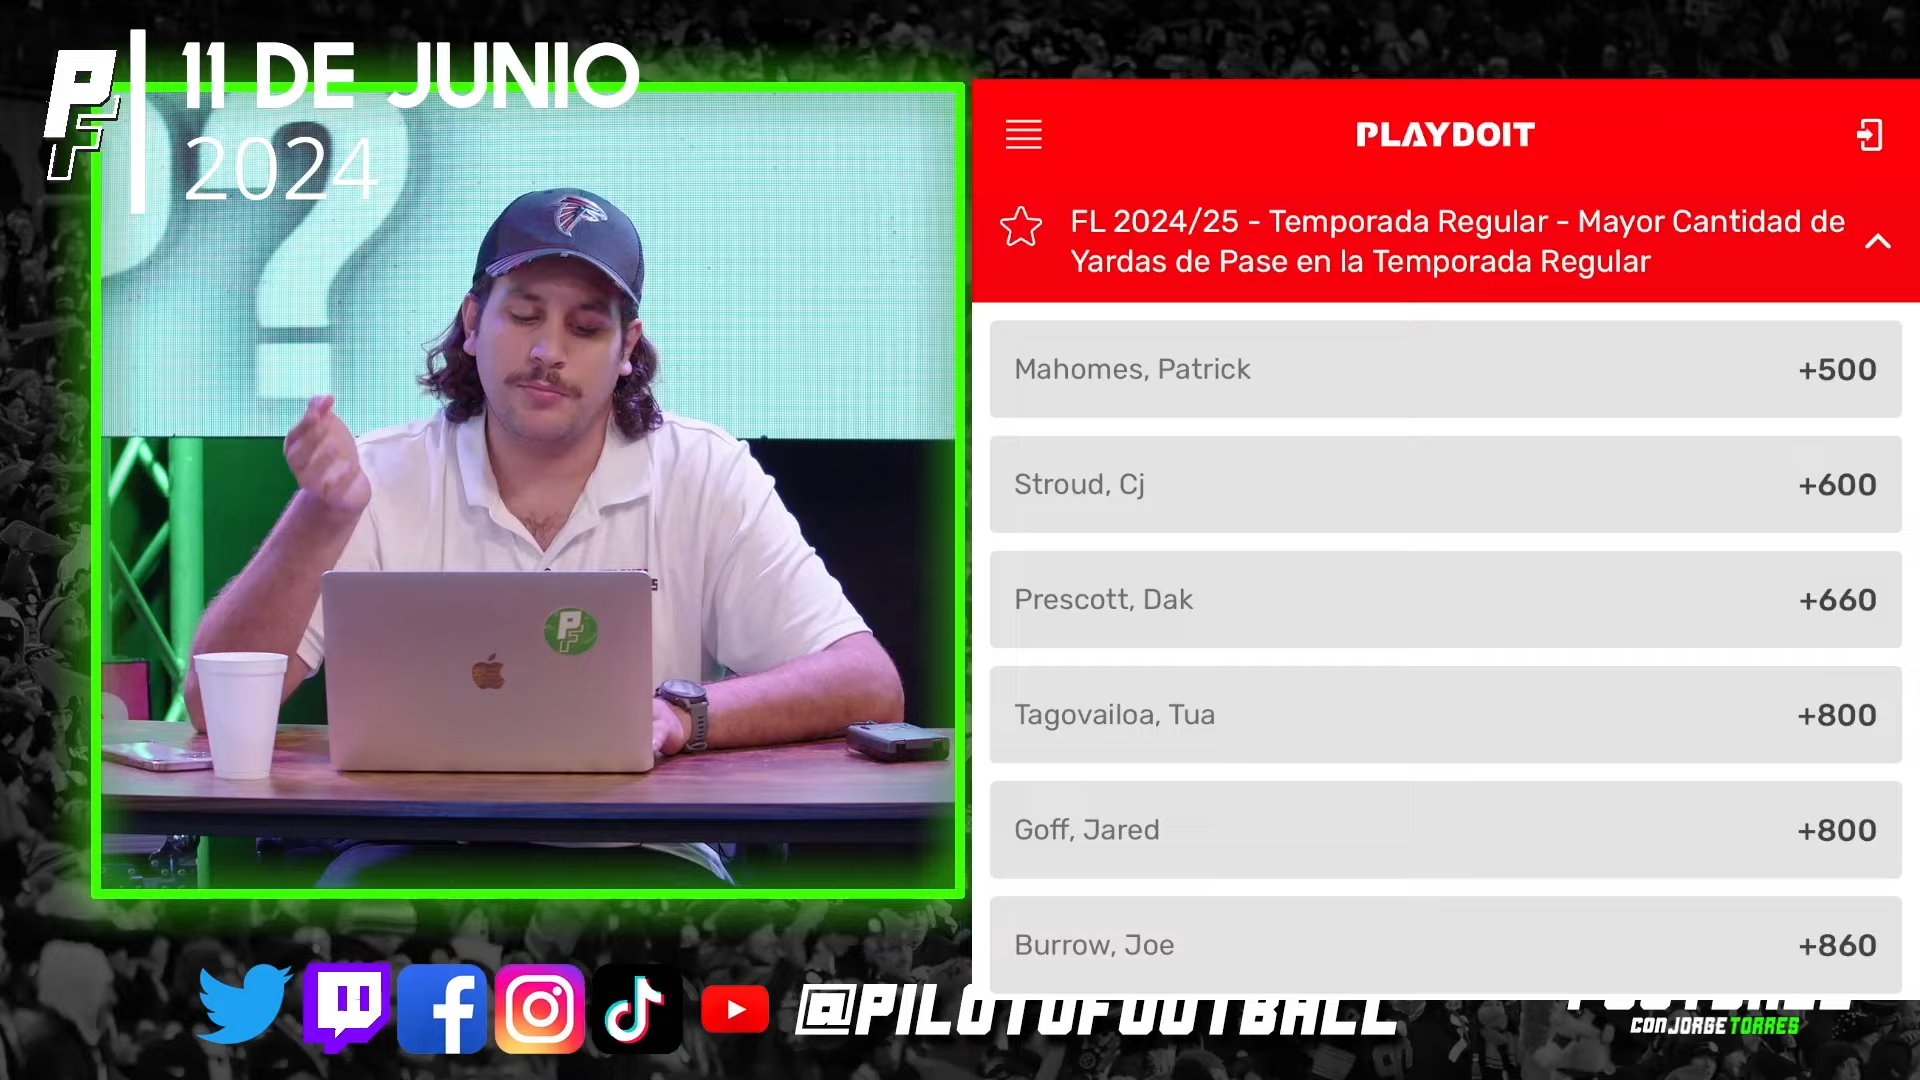 PF
11 DE JUNIO
2024
P?
PLAYDOIT
FL 2024/25 - Temporada Regular - Mayor Cantidad de
Yardas de Pase en la Temporada Regular
Mahomes, Patrick +500
Stroud, Cj +600
Prescott, Dak +660
Tagovailoa, Tua +800
Goff, Jared +800
Burrow, Joe +860
PF
@PILOTOFOOTBALL
CON JORGE TORRES